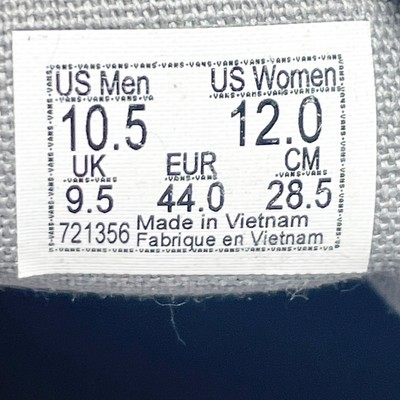 US Men US Women
10.5 12.0
UK EUR CM
9.5 44.0 28.5
721356 Made in Vietnam
Fabrique en Vietnam